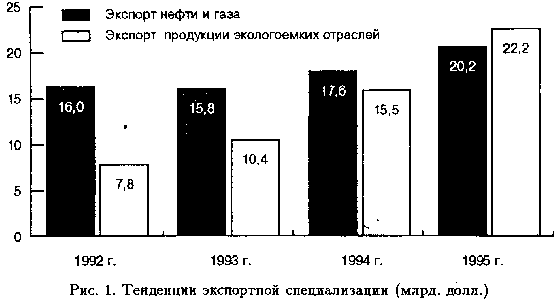 25
20
15
10
5
0
Экспорт нефти и газа
Экспорт продукции экологоемких отраслей
16,0
7,8
15,8
10,4
17,6
15,5
20,2
22,2
1992 г.
1993 г.
1994 г.
1995 г.
Рис. 1. Тенденции экспортной специализации (млрд. долл.)